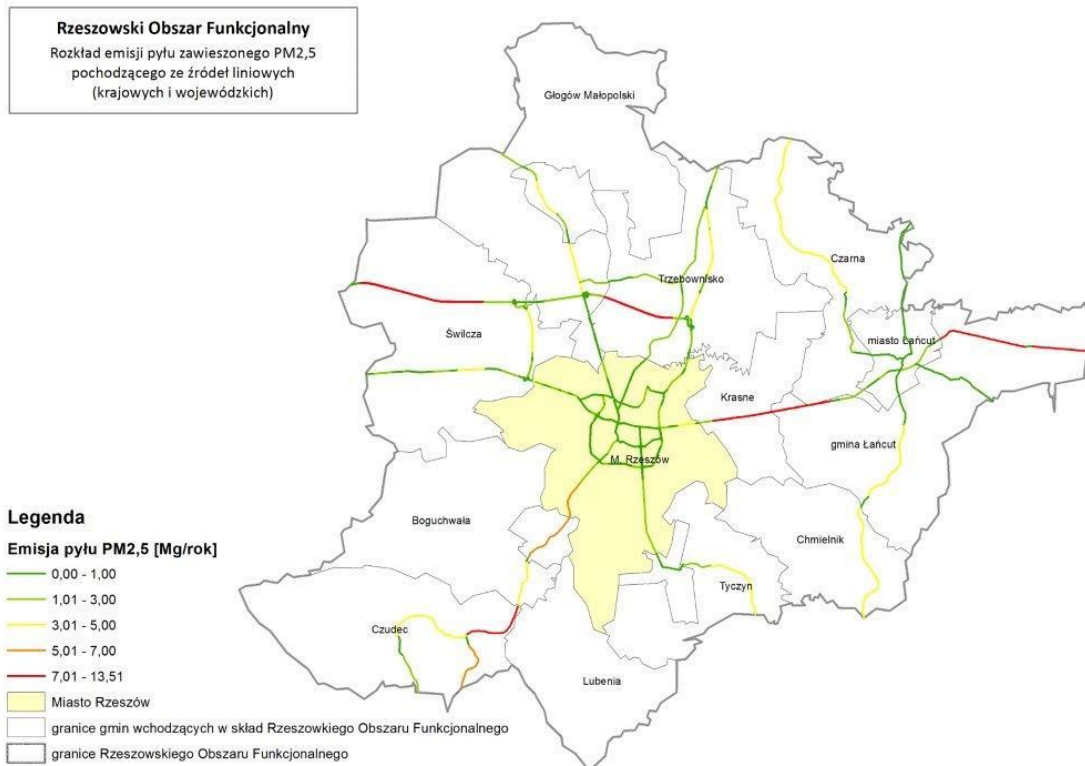 Rzeszowski Obszar Funkcjonalny
Rozkład emisji pyłu zawieszonego PM2,5
pochodzącego ze źródeł liniowych
(krajowych i wojewódzkich)
Głogów Małopolski
Trzebownisko
Czarna
Świlcza
miasto Łańcut
Krasne
gmina Łańcut
M. Rzeszów
Boguchwała
Chmielnik
Tyczyn
Czudec
Lubenia
Legenda
Emisja pyłu PM2,5 [Mg/rok]
0,00 - 1,00
1,01 - 3,00
3,01 - 5,00
5,01 - 7,00
7,01 - 13,51
Miasto Rzeszów
granice gmin wchodzących w skład Rzeszowkiego Obszaru Funkcjonalnego
granice Rzeszowskiego Obszaru Funkcjonalnego